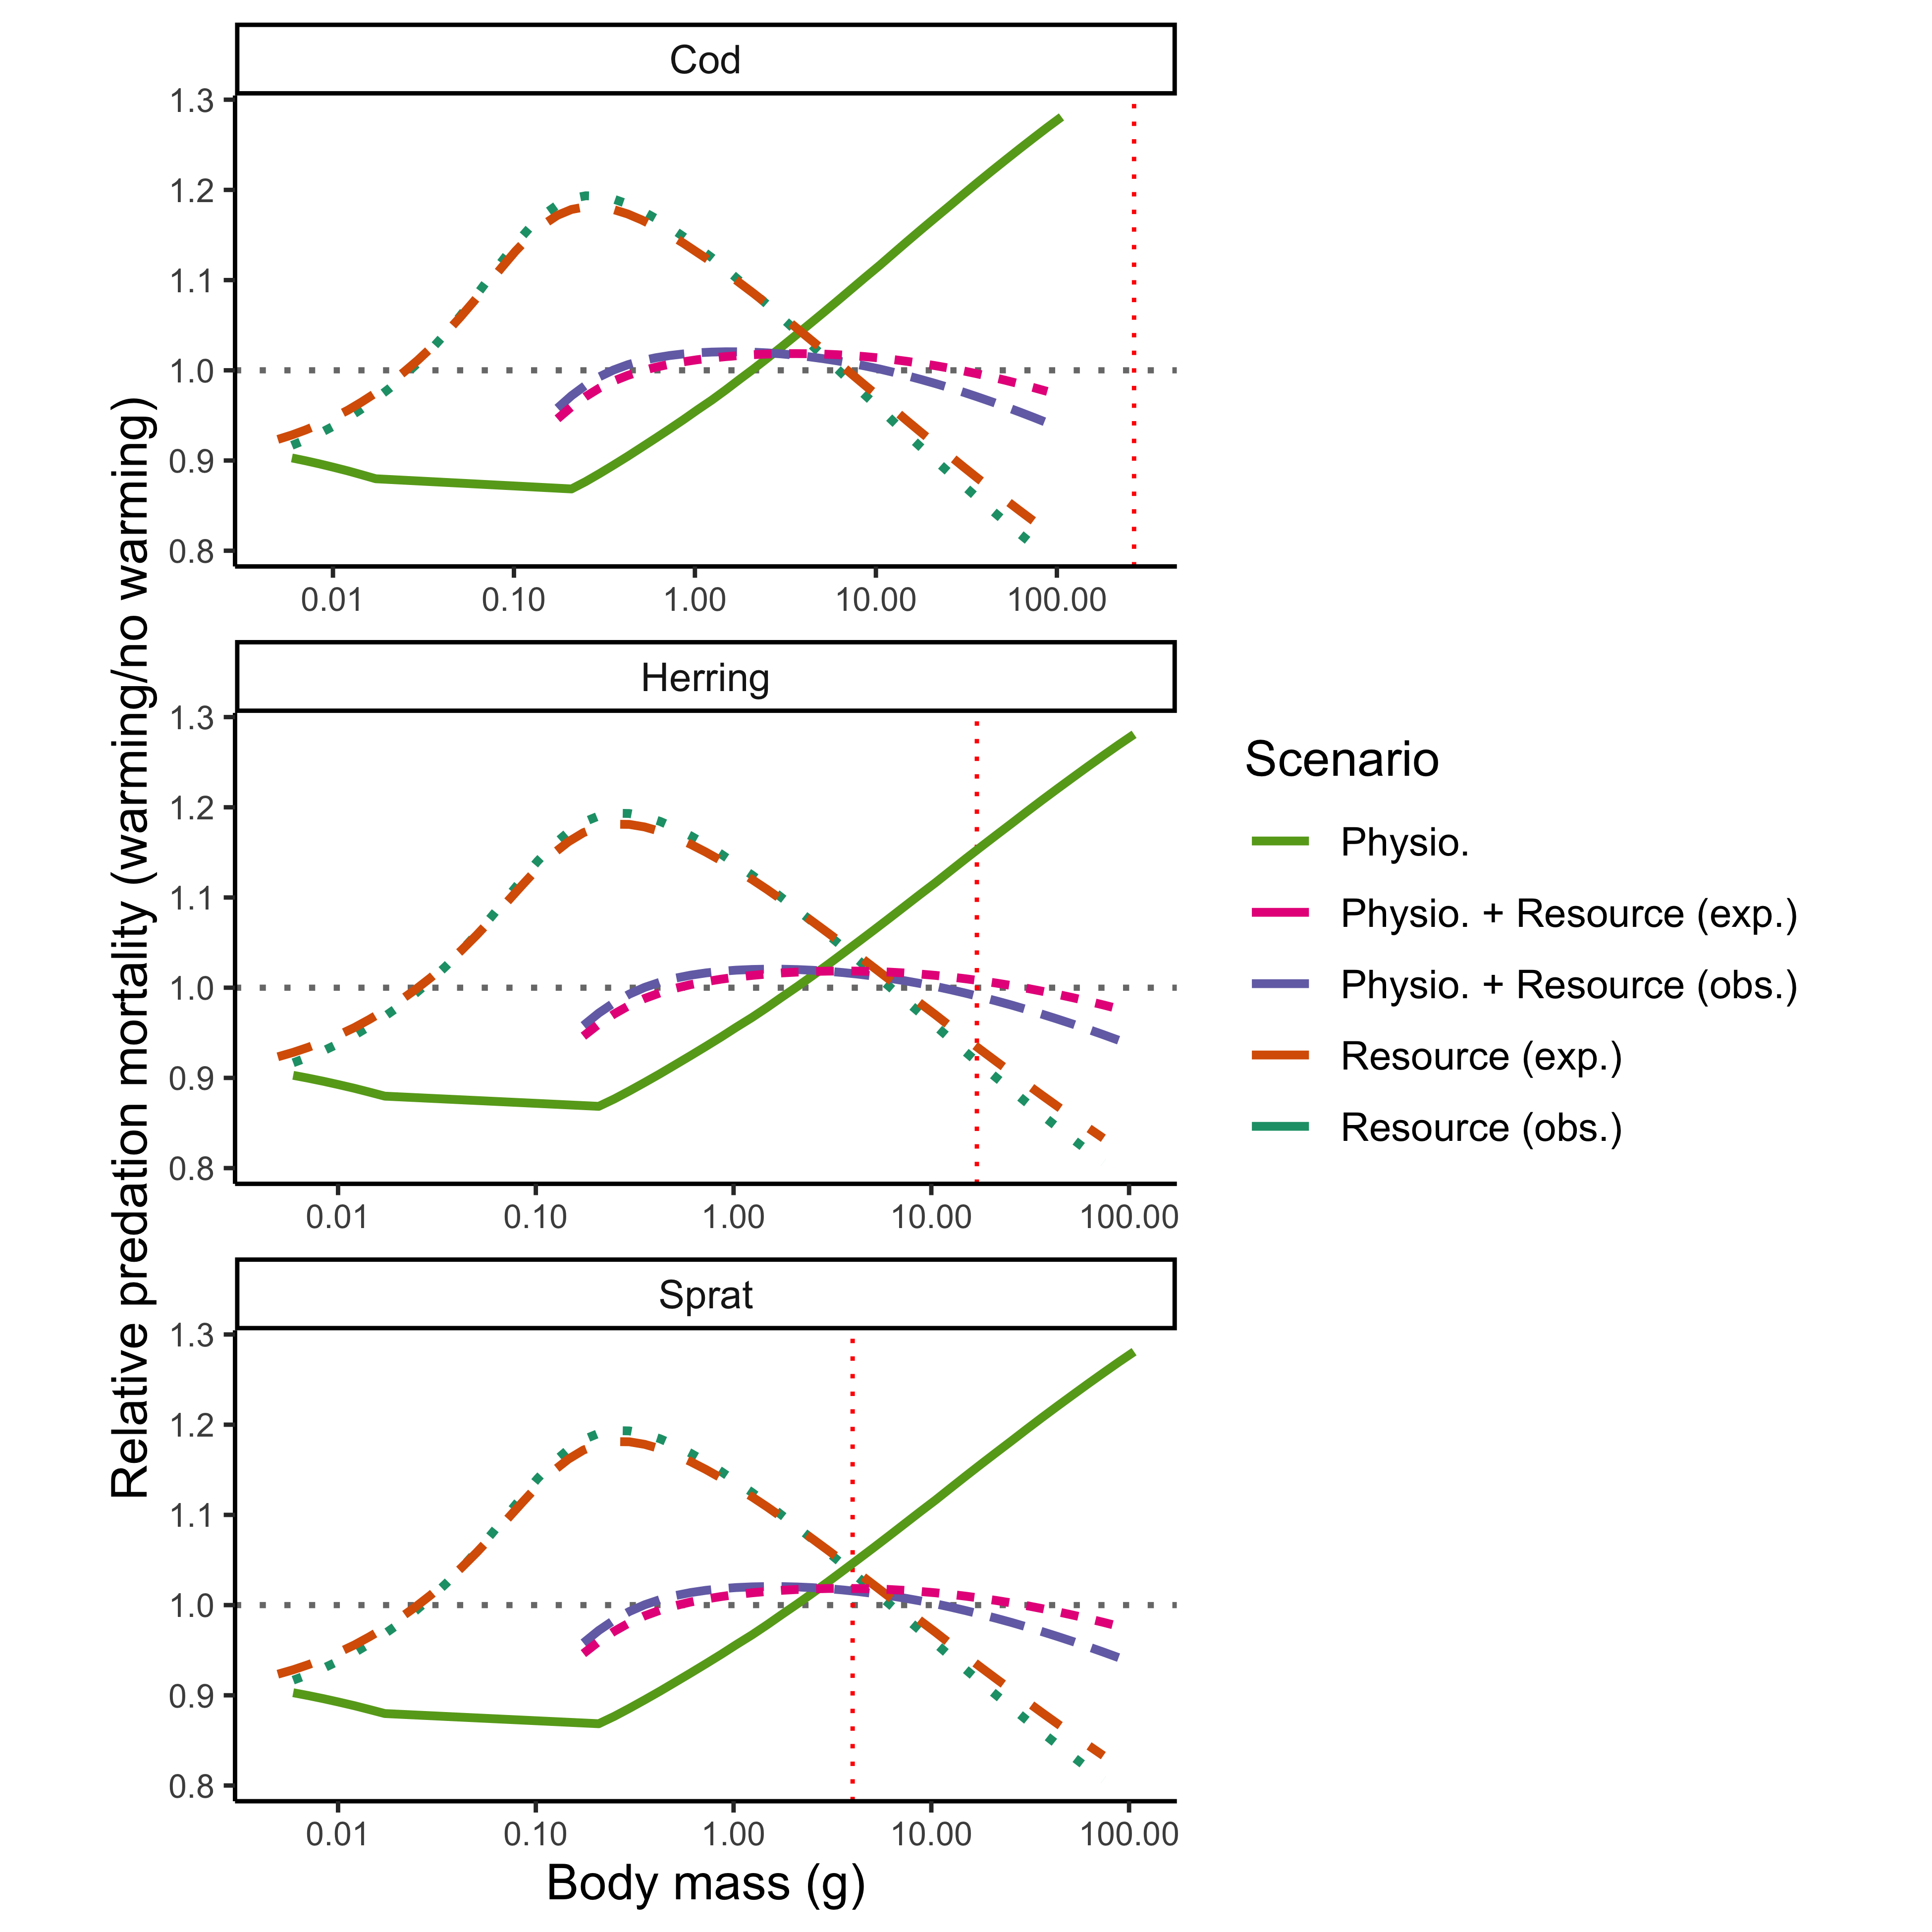 Relative predation mortality (warming/no warming)
Cod
1.3
1.2
1.1
1.0
0.9
0.8
0.01 0.10 1.00 10.00 100.00
Herring
1.3
1.2
1.1
1.0
0.9
0.8
0.01 0.10 1.00 10.00 100.00
Sprat
1.3
1.2
1.1
1.0
0.9
0.8
0.01 0.10 1.00 10.00 100.00
Body mass (g)
Scenario
Physio.
Physio. + Resource (exp.)
Physio. + Resource (obs.)
Resource (exp.)
Resource (obs.)